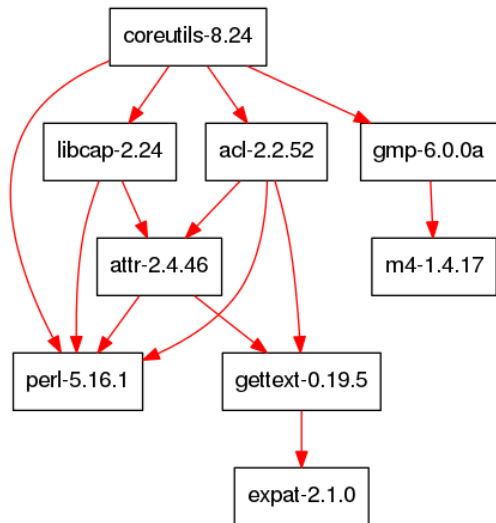 coreutils-8.24
libcap-2.24
acl-2.2.52
gmp-6.0.0a
attr-2.4.46
m4-1.4.17
perl-5.16.1
gettext-0.19.5
expat-2.1.0